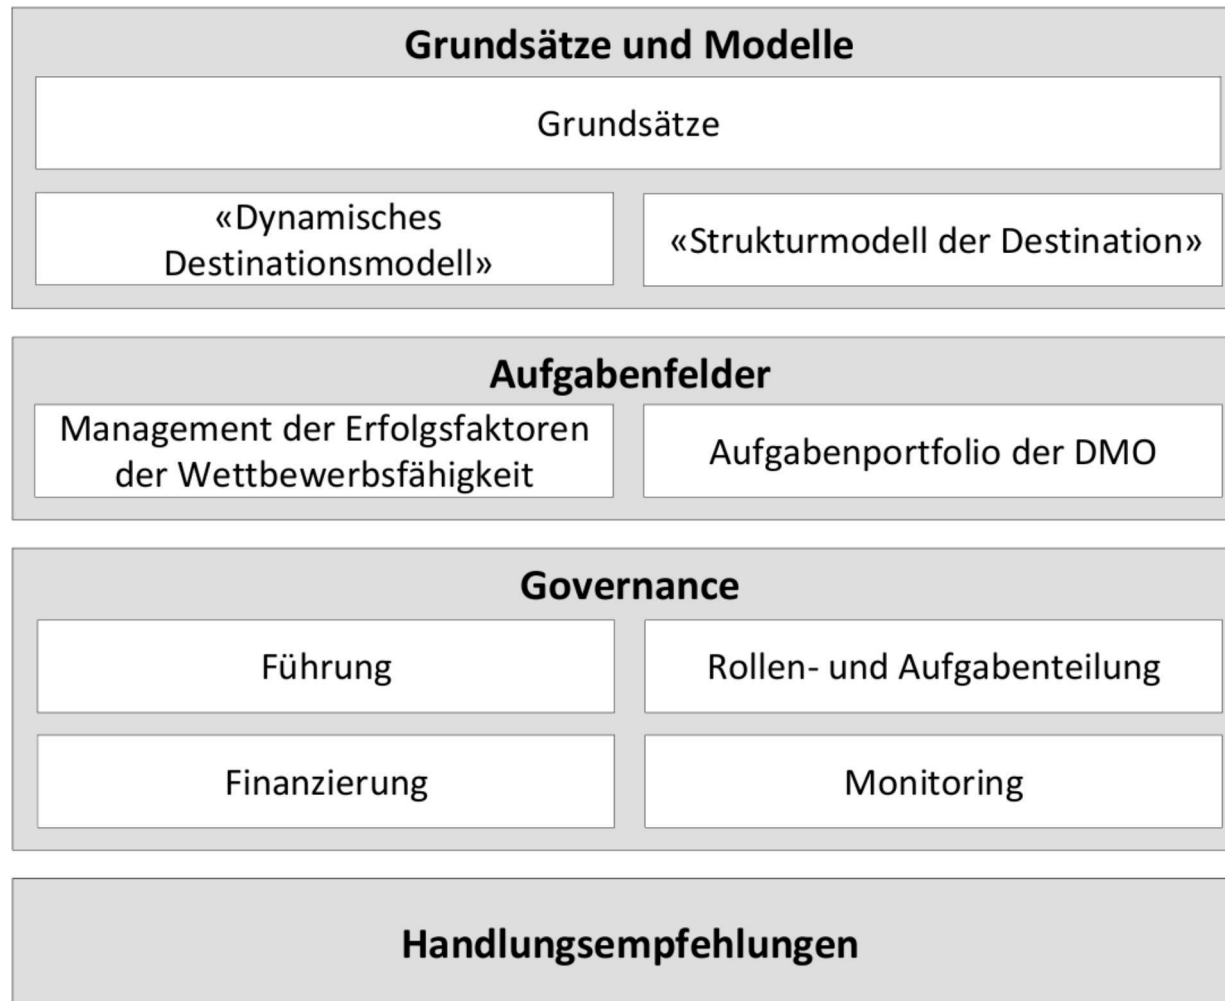 Grundsätze und Modelle
Grundsätze
«Dynamisches
Destinationsmodell»
«Strukturmodell der Destination»
Aufgabenfelder
Management der Erfolgsfaktoren
der Wettbewerbsfähigkeit
Aufgabenportfolio der DMO
Governance
Führung
Rollen- und Aufgabenteilung
Finanzierung
Monitoring
Handlungsempfehlungen